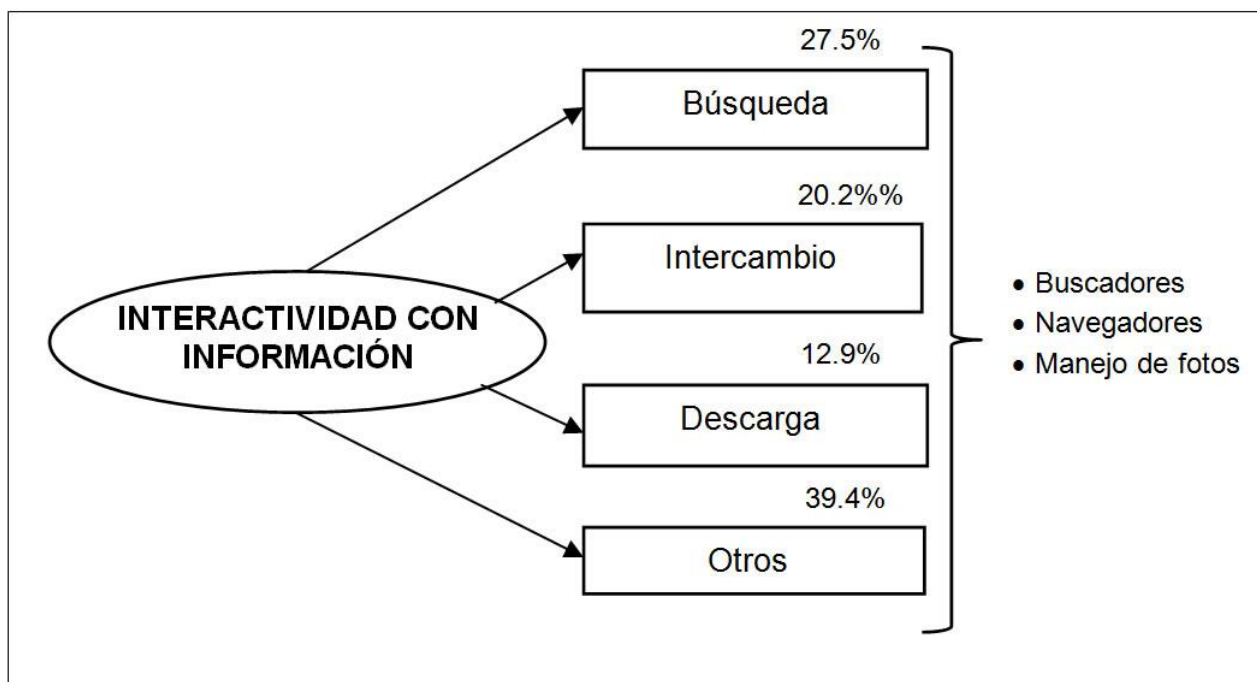 27.5%
Búsqueda
20.2%%
Intercambio
INTERACTIVIDAD CON
INFORMACIÓN
12.9%
Descarga
39.4%
Otros
• Buscadores
• Navegadores
• Manejo de fotos